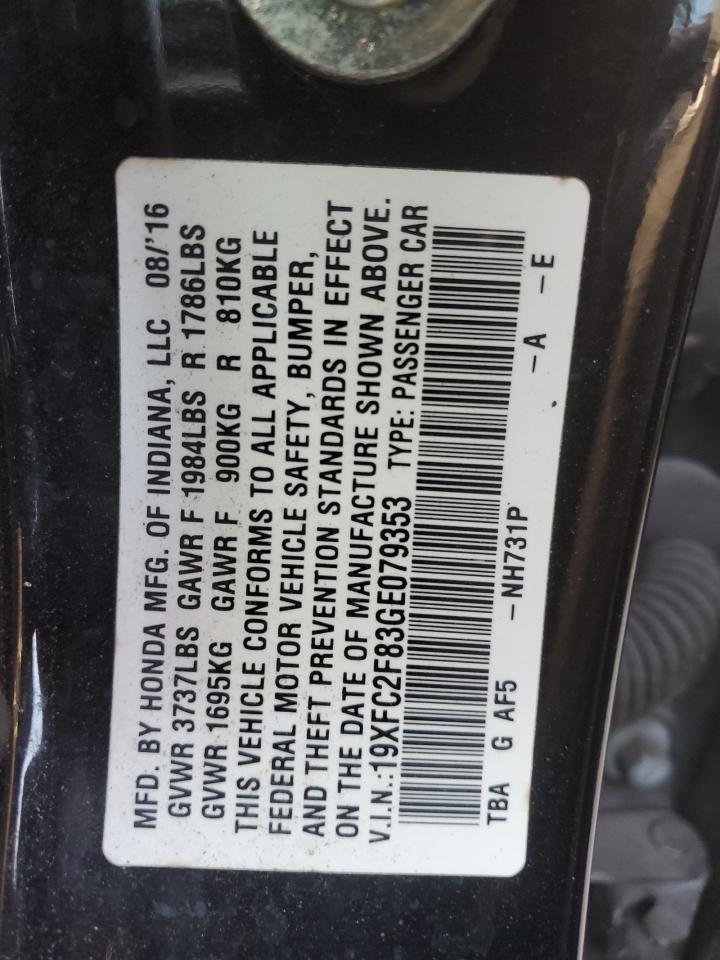 MFD. BY HONDA MFG. OF INDIANA, LLC 08/'16
GVWR 3737LBS GAWR F 1984LBS R 1786LBS
GVWR 1695KG GAWR F 900KG R 810KG
THIS VEHICLE CONFORMS TO ALL APPLICABLE
FEDERAL MOTOR VEHICLE SAFETY, BUMPER,
AND THEFT PREVENTION STANDARDS IN EFFECT
ON THE DATE OF MANUFACTURE SHOWN ABOVE.
V.I.N.:19XFC2F83GE079353 TYPE: PASSENGER CAR
TBA G AF5 –NH731P –A –E